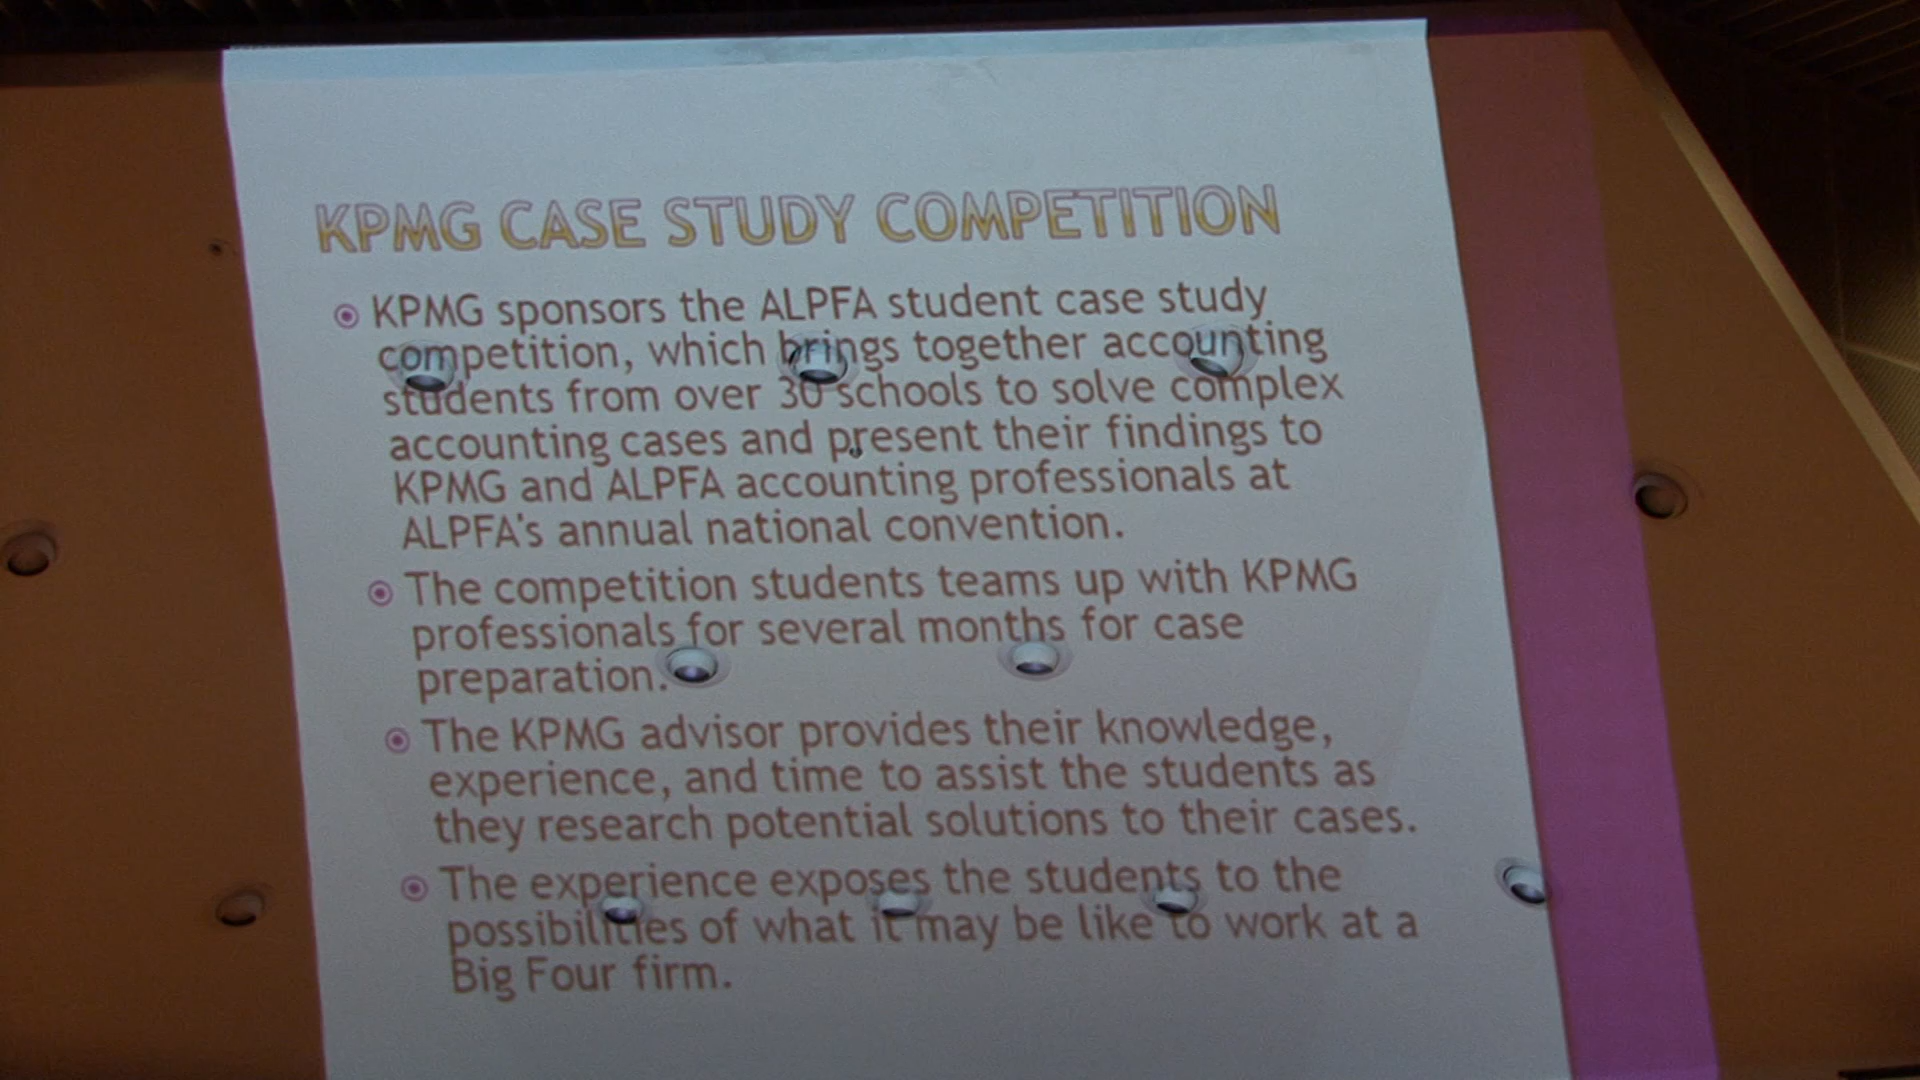 KPMG CASE STUDY COMPETITION
KPMG sponsors the ALPFA student case study
competition, which brings together accounting
students from over 30 schools to solve complex
accounting cases and present their findings to
KPMG and ALPFA accounting professionals at
ALPFA's annual national convention.
The competition students teams up with KPMG
professionals for several months for case
preparation.
The KPMG advisor provides their knowledge,
experience, and time to assist the students as
they research potential solutions to their cases.
The experience exposes the students to the
possibilities of what it may be like to work at a
Big Four firm.